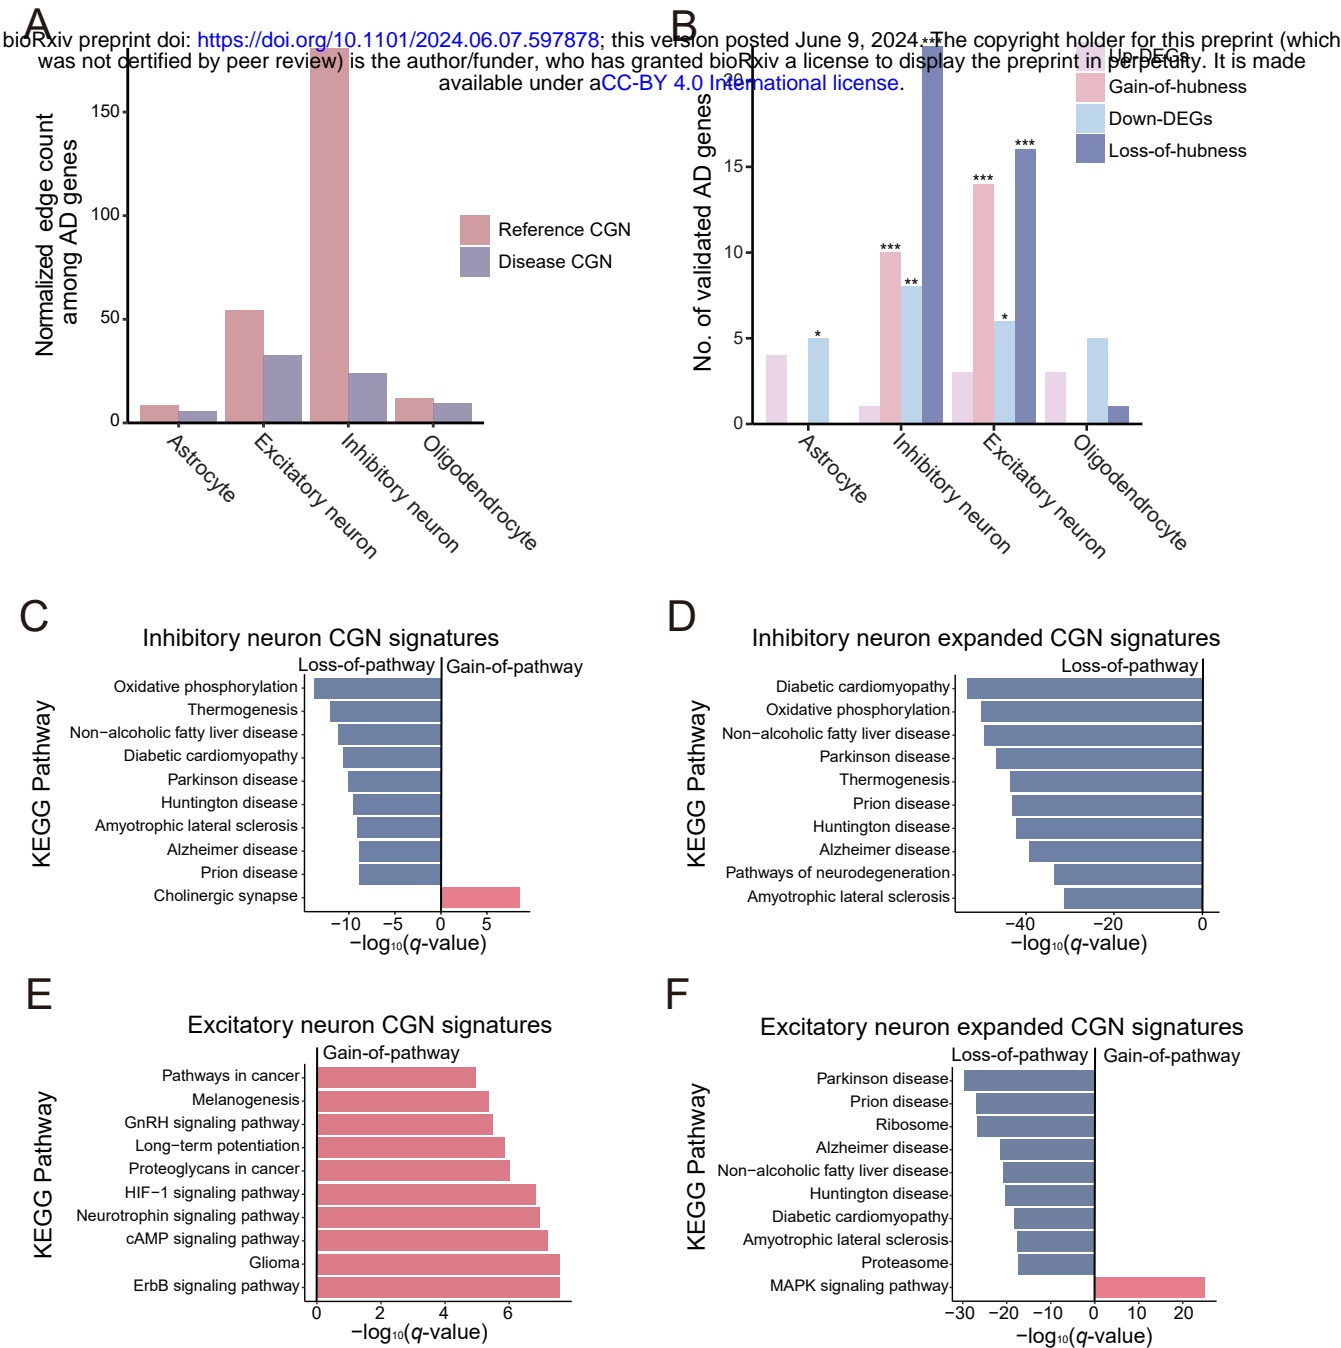 A
B
bioRxiv preprint doi: https://doi.org/10.1101/2024.06.07.597878; this version posted June 9, 2024. The copyright holder for this preprint (which
was not certified by peer review) is the author/funder, who has granted bioRxiv a license to display the preprint in perpetuity. It is made
available under aCC-BY 4.0 International license.
Normalized edge count
among AD genes
150
100
50
0
Astrocyte
Excitatory neuron
Inhibitory neuron
Oligodendrocyte
Reference CGN
Disease CGN
No. of validated AD genes
20
15
10
5
0
*
***
**
***
***
*
***
Astrocyte
Inhibitory neuron
Excitatory neuron
Oligodendrocyte
Up-DEGs
Gain-of-hubness
Down-DEGs
Loss-of-hubness
C
Inhibitory neuron CGN signatures
Loss-of-pathway Gain-of-pathway
KEGG Pathway
Oxidative phosphorylation
Thermogenesis
Non−alcoholic fatty liver disease
Diabetic cardiomyopathy
Parkinson disease
Huntington disease
Amyotrophic lateral sclerosis
Alzheimer disease
Prion disease
Cholinergic synapse
−10 −5 0 5
−log₁₀(q-value)
D
Inhibitory neuron expanded CGN signatures
Loss-of-pathway
KEGG Pathway
Diabetic cardiomyopathy
Oxidative phosphorylation
Non−alcoholic fatty liver disease
Parkinson disease
Thermogenesis
Prion disease
Huntington disease
Alzheimer disease
Pathways of neurodegeneration
Amyotrophic lateral sclerosis
−40 −20 0
−log₁₀(q-value)
E
Excitatory neuron CGN signatures
Gain-of-pathway
KEGG Pathway
Pathways in cancer
Melanogenesis
GnRH signaling pathway
Long−term potentiation
Proteoglycans in cancer
HIF−1 signaling pathway
Neurotrophin signaling pathway
cAMP signaling pathway
Glioma
ErbB signaling pathway
0 2 4 6
−log₁₀(q-value)
F
Excitatory neuron expanded CGN signatures
Loss-of-pathway Gain-of-pathway
KEGG Pathway
Parkinson disease
Prion disease
Ribosome
Alzheimer disease
Non−alcoholic fatty liver disease
Huntington disease
Diabetic cardiomyopathy
Amyotrophic lateral sclerosis
Proteasome
MAPK signaling pathway
−30 −20 −10 0 10 20
−log₁₀(q-value)